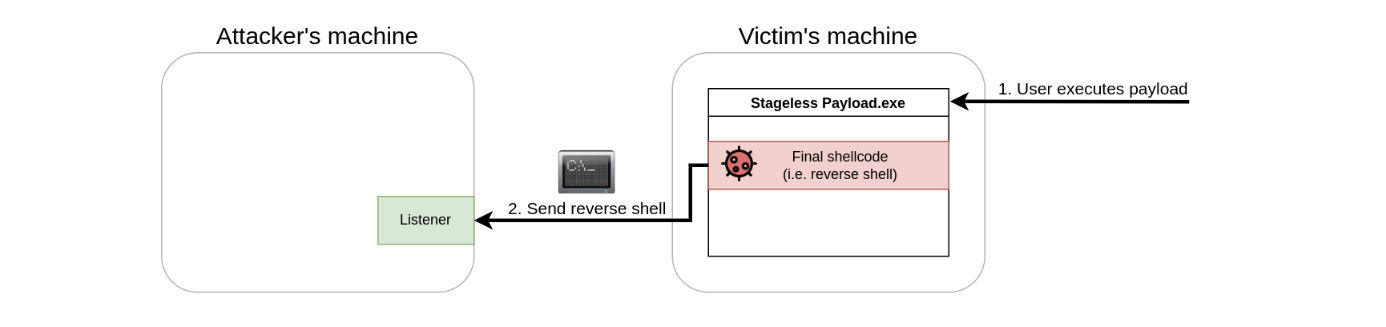 Attacker's machine
Victim's machine
1. User executes payload
Stageless Payload.exe
Final shellcode
(i.e. reverse shell)
C:\_
2. Send reverse shell
Listener